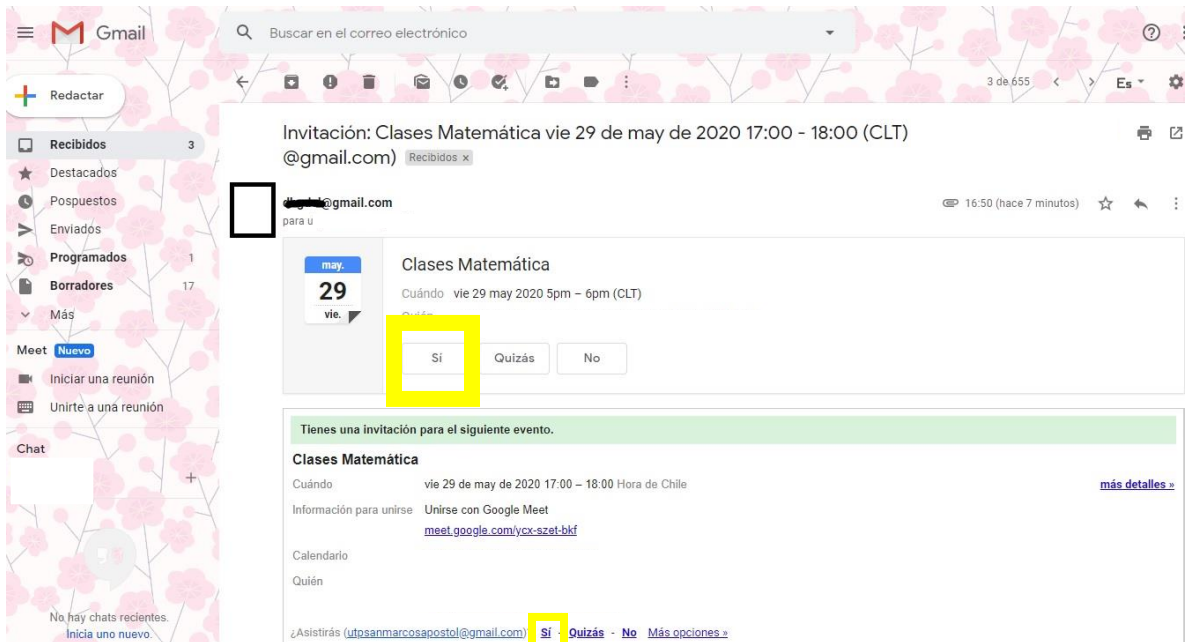 Gmail
Buscar en el correo electrónico
Redactar
3 de 655
Es
Recibidos 3
Destacados
Pospuestos
Enviados
Programados 1
Borradores 17
Más
Meet Nuevo
Iniciar una reunión
Unirte a una reunión
Chat
No hay chats recientes.
Inicia uno nuevo.
Invitación: Clases Matemática vie 29 de may de 2020 17:00 - 18:00 (CLT)
@gmail.com) Recibidos x
@gmail.com
16:50 (hace 7 minutos)
para u
may.
29
vie.
Clases Matemática
Cuándo vie 29 may 2020 5pm – 6pm (CLT)
Quién
Sí Quizás No
Tienes una invitación para el siguiente evento.
Clases Matemática
Cuándo vie 29 de may de 2020 17:00 – 18:00 Hora de Chile
más detalles »
Información para unirse Unirse con Google Meet
meet.google.com/ycx-szet-bkf
Calendario
Quién
¿Asistirás (utpsanmarcosapostol@gmail.com) Sí - Quizás - No Más opciones »